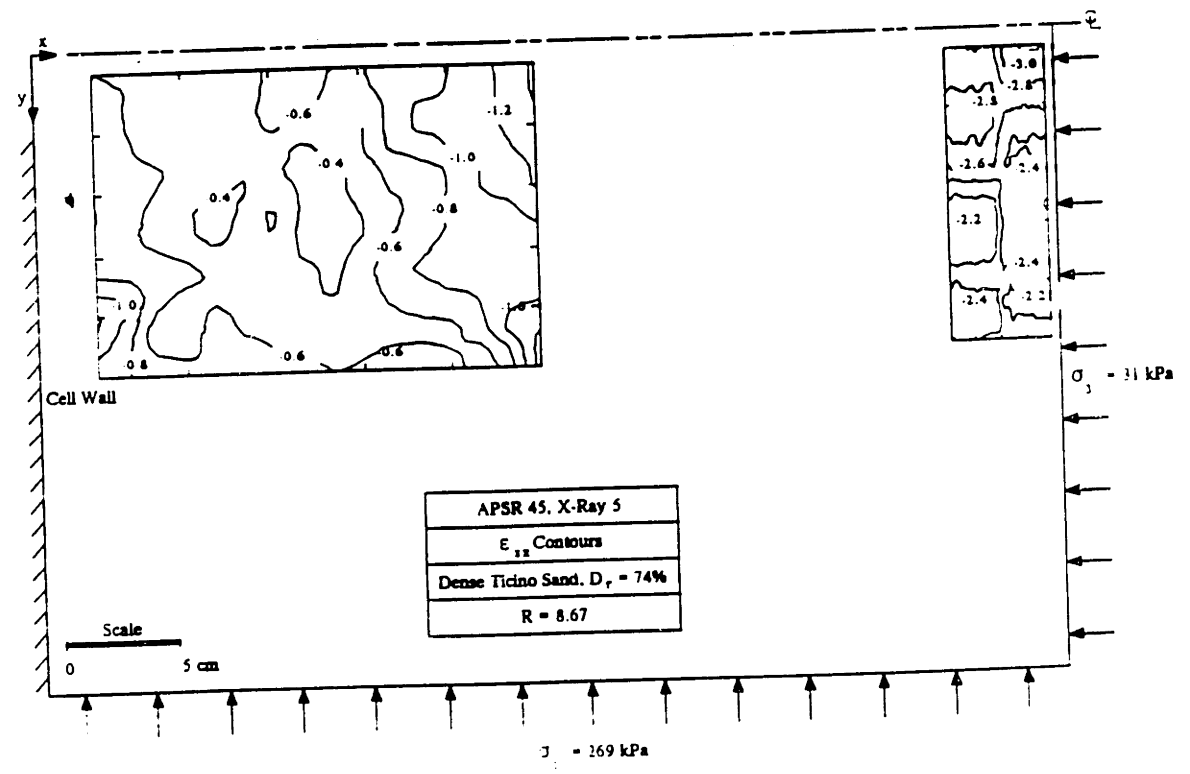 x
y
-0.6
-1.2
-0.4
-1.0
0.4
-0.8
-0.6
-0.6
-0.6
0.8
-3.0
-2.8
-2.8
-2.6
-2.4
-2.2
-2.4
-2.4
-2.2
Cell Wall
APSR 45, X-Ray 5
Contours
Dense Ticino Sand, D r = 74%
R = 8.67
Scale
0 5 cm
= 269 kPa